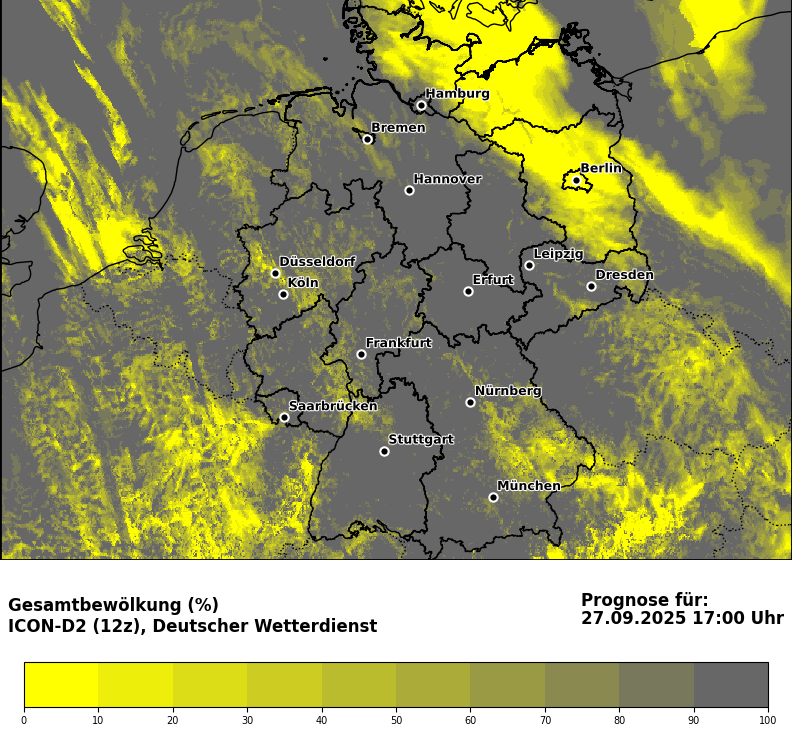 Hamburg
Bremen
Berlin
Hannover
Leipzig
Düsseldorf
Dresden
Köln
Erfurt
Frankfurt
Nürnberg
Saarbrücken
Stuttgart
München
Gesamtbewölkung (%)
ICON-D2 (12z), Deutscher Wetterdienst
Prognose für:
27.09.2025 17:00 Uhr
0 10 20 30 40 50 60 70 80 90 100